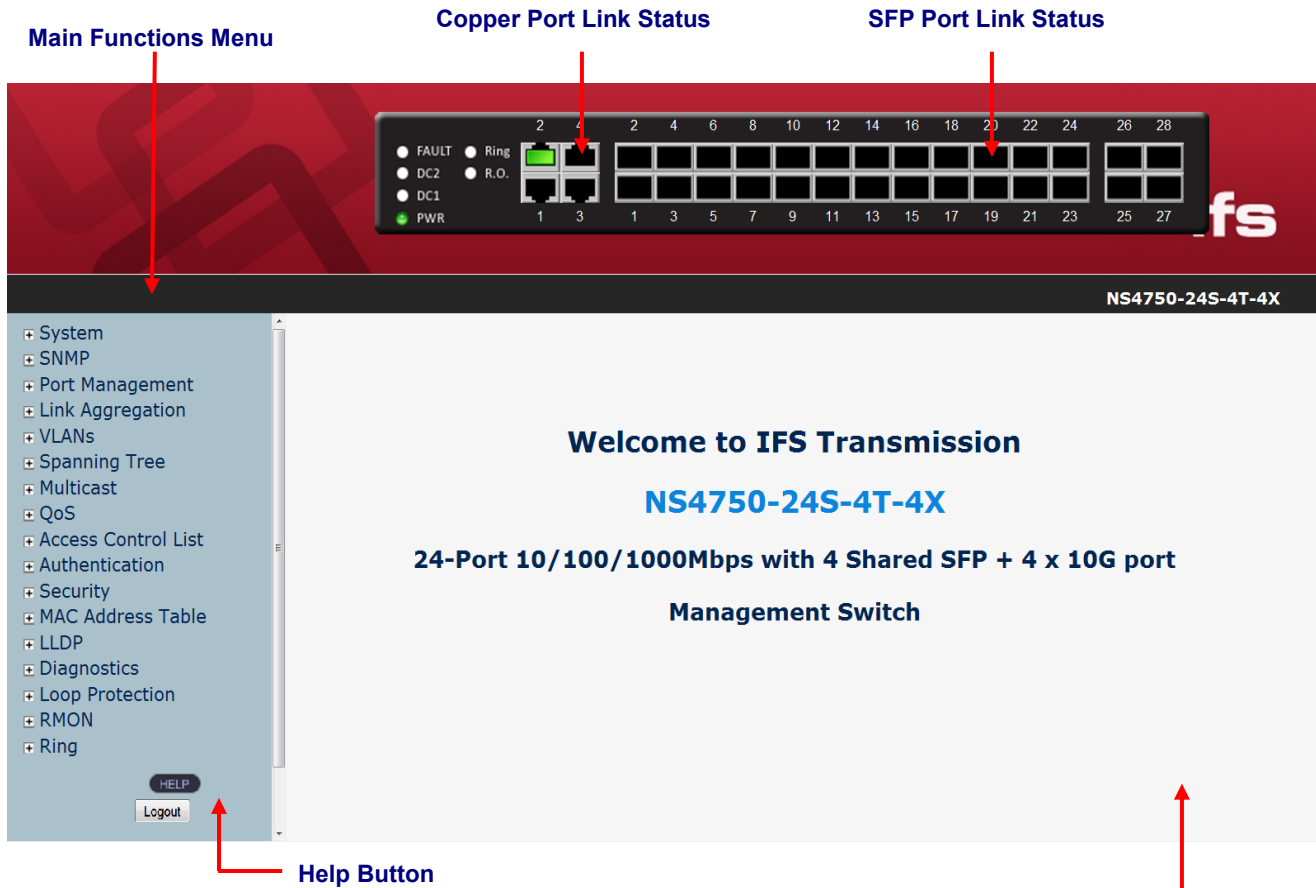 Main Functions Menu
Copper Port Link Status
SFP Port Link Status
2 4 2 4 6 8 10 12 14 16 18 20 22 24 26 28
FAULT Ring
DC2 R.O.
DC1
PWR
1 3 1 3 5 7 9 11 13 15 17 19 21 23 25 27
ifs
NS4750-24S-4T-4X
System
SNMP
Port Management
Link Aggregation
VLANs
Spanning Tree
Multicast
QoS
Access Control List
Authentication
Security
MAC Address Table
LLDP
Diagnostics
Loop Protection
RMON
Ring
HELP
Logout
Welcome to IFS Transmission
NS4750-24S-4T-4X
24-Port 10/100/1000Mbps with 4 Shared SFP + 4 x 10G port
Management Switch
Help Button